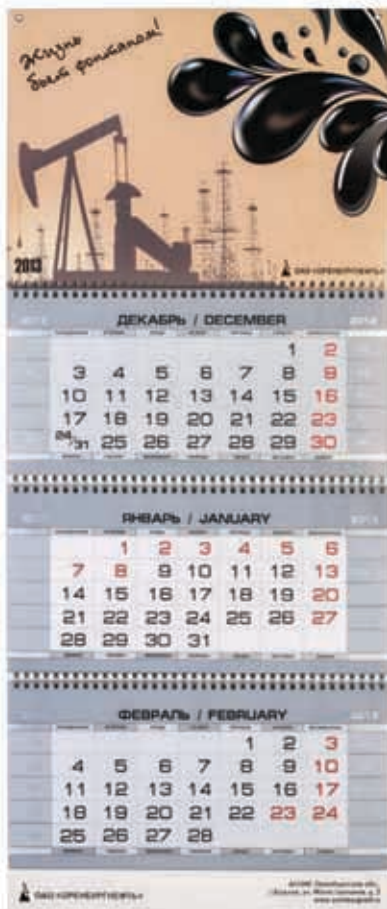 Жизнь
бьёт фонтаном!
2013
ОАО «ОРЕНБУРГНЕФТЬ»
ДЕКАБРЬ / DECEMBER
1 2
3 4 5 6 7 8 9
10 11 12 13 14 15 16
17 18 19 20 21 22 23
24/31 25 26 27 28 29 30
ЯНВАРЬ / JANUARY
1 2 3 4 5 6
7 8 9 10 11 12 13
14 15 16 17 18 19 20
21 22 23 24 25 26 27
28 29 30 31
ФЕВРАЛЬ / FEBRUARY
1 2 3
4 5 6 7 8 9 10
11 12 13 14 15 16 17
18 19 20 21 22 23 24
25 26 27 28
ОАО «ОРЕНБУРГНЕФТЬ»